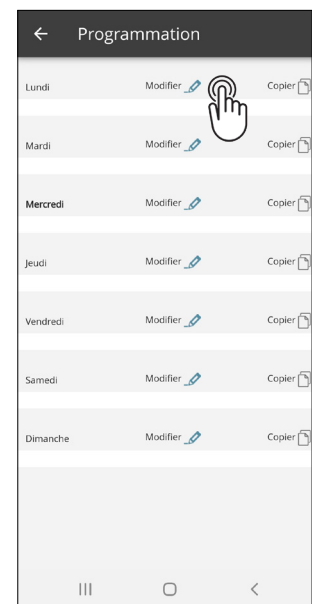 Programmation
Lundi Modifier Copier
Mardi Modifier Copier
Mercredi Modifier Copier
Jeudi Modifier Copier
Vendredi Modifier Copier
Samedi Modifier Copier
Dimanche Modifier Copier